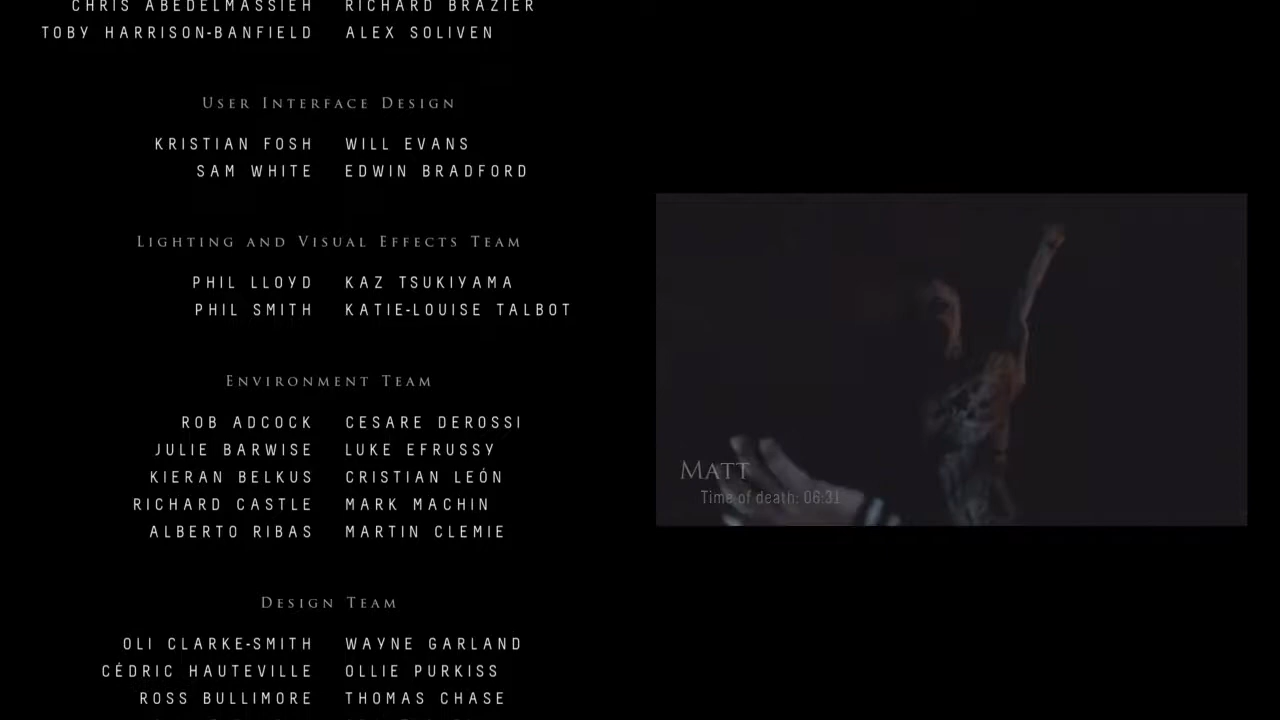 CHRIS ABEDELMASSIEH RICHARD BRAZIER
TOBY HARRISON-BANFIELD ALEX SOLIVEN
USER INTERFACE DESIGN
KRISTIAN FOSH WILL EVANS
SAM WHITE EDWIN BRADFORD
LIGHTING AND VISUAL EFFECTS TEAM
PHIL LLOYD KAZ TSUKIYAMA
PHIL SMITH KATIE-LOUISE TALBOT
ENVIRONMENT TEAM
ROB ADCOCK CESARE DEROSSI
JULIE BARWISE LUKE EFRUSSY
KIERAN BELKUS CRISTIAN LEÓN
RICHARD CASTLE MARK MACHIN
ALBERTO RIBAS MARTIN CLEMIE
DESIGN TEAM
OLI CLARKE-SMITH WAYNE GARLAND
CÉDRIC HAUTEVILLE OLLIE PURKISS
ROSS BULLIMORE THOMAS CHASE
MATT
Time of death: 06:31